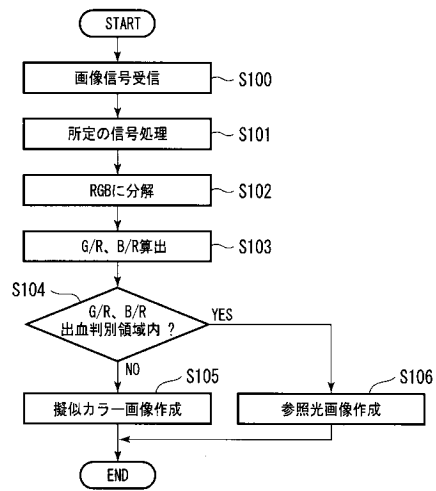 START
画像信号受信
S100
所定の信号処理
S101
RGBに分解
S102
G/R、B/R算出
S103
S104
G/R、B/R
出血判別領域内 ?
YES
NO
S105
擬似カラー画像作成
S106
参照光画像作成
END